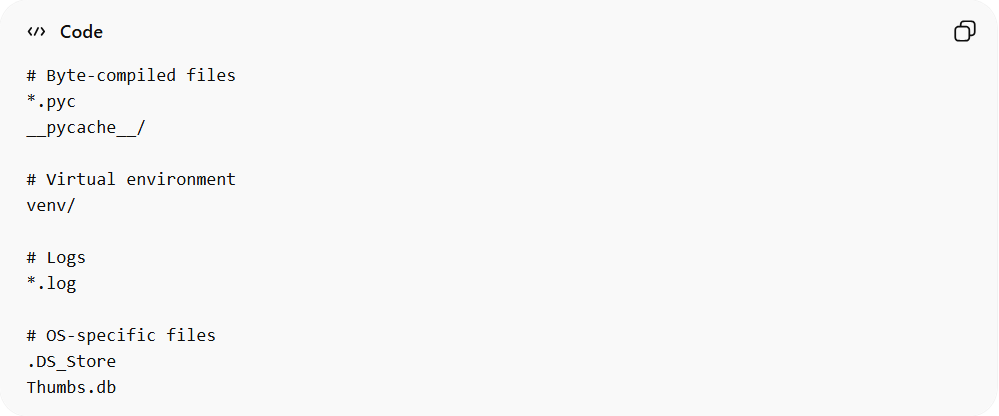 Code
# Byte-compiled files
*.pyc
__pycache__/
# Virtual environment
venv/
# Logs
*.log
# OS-specific files
.DS_Store
Thumbs.db